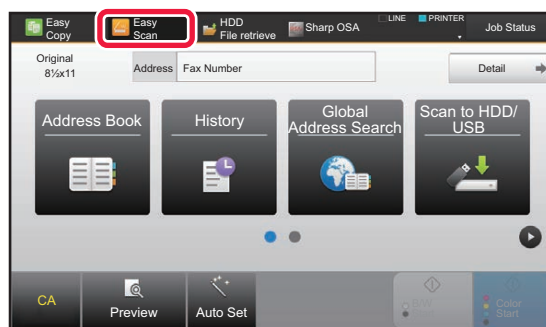 Easy
Copy
Easy
Scan
HDD
File retrieve
Sharp OSA
LINE
PRINTER
Job Status
Original
8½x11
Address
Fax Number
Detail
Address Book
History
Global
Address Search
Scan to HDD/
USB
CA
Preview
Auto Set
B/W
Start
Color
Start